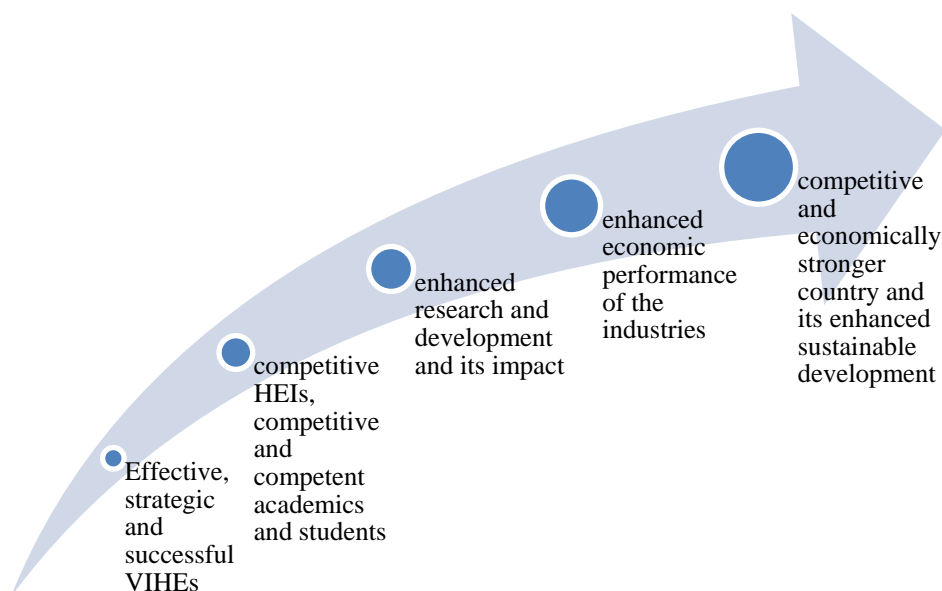 Effective,
strategic
and
successful
VIHEs
competitive
HEIs,
competitive
and
competent
academics
and students
enhanced
research and
development
and its impact
enhanced
economic
performance
of the
industries
competitive
and
economically
stronger
country and
its enhanced
sustainable
development